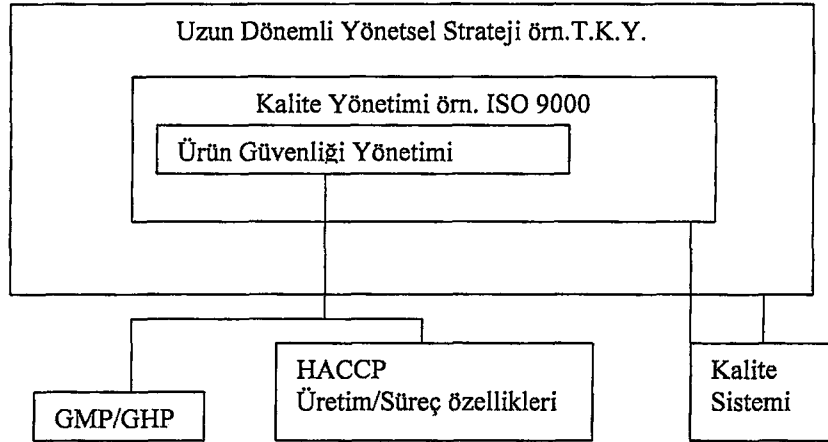 Uzun Dönemli Yönetsel Strateji örn.T.K.Y.
Kalite Yönetimi örn. ISO 9000
Ürün Güvenliği Yönetimi
HACCP
Üretim/Süreç özellikleri
Kalite
Sistemi
GMP/GHP